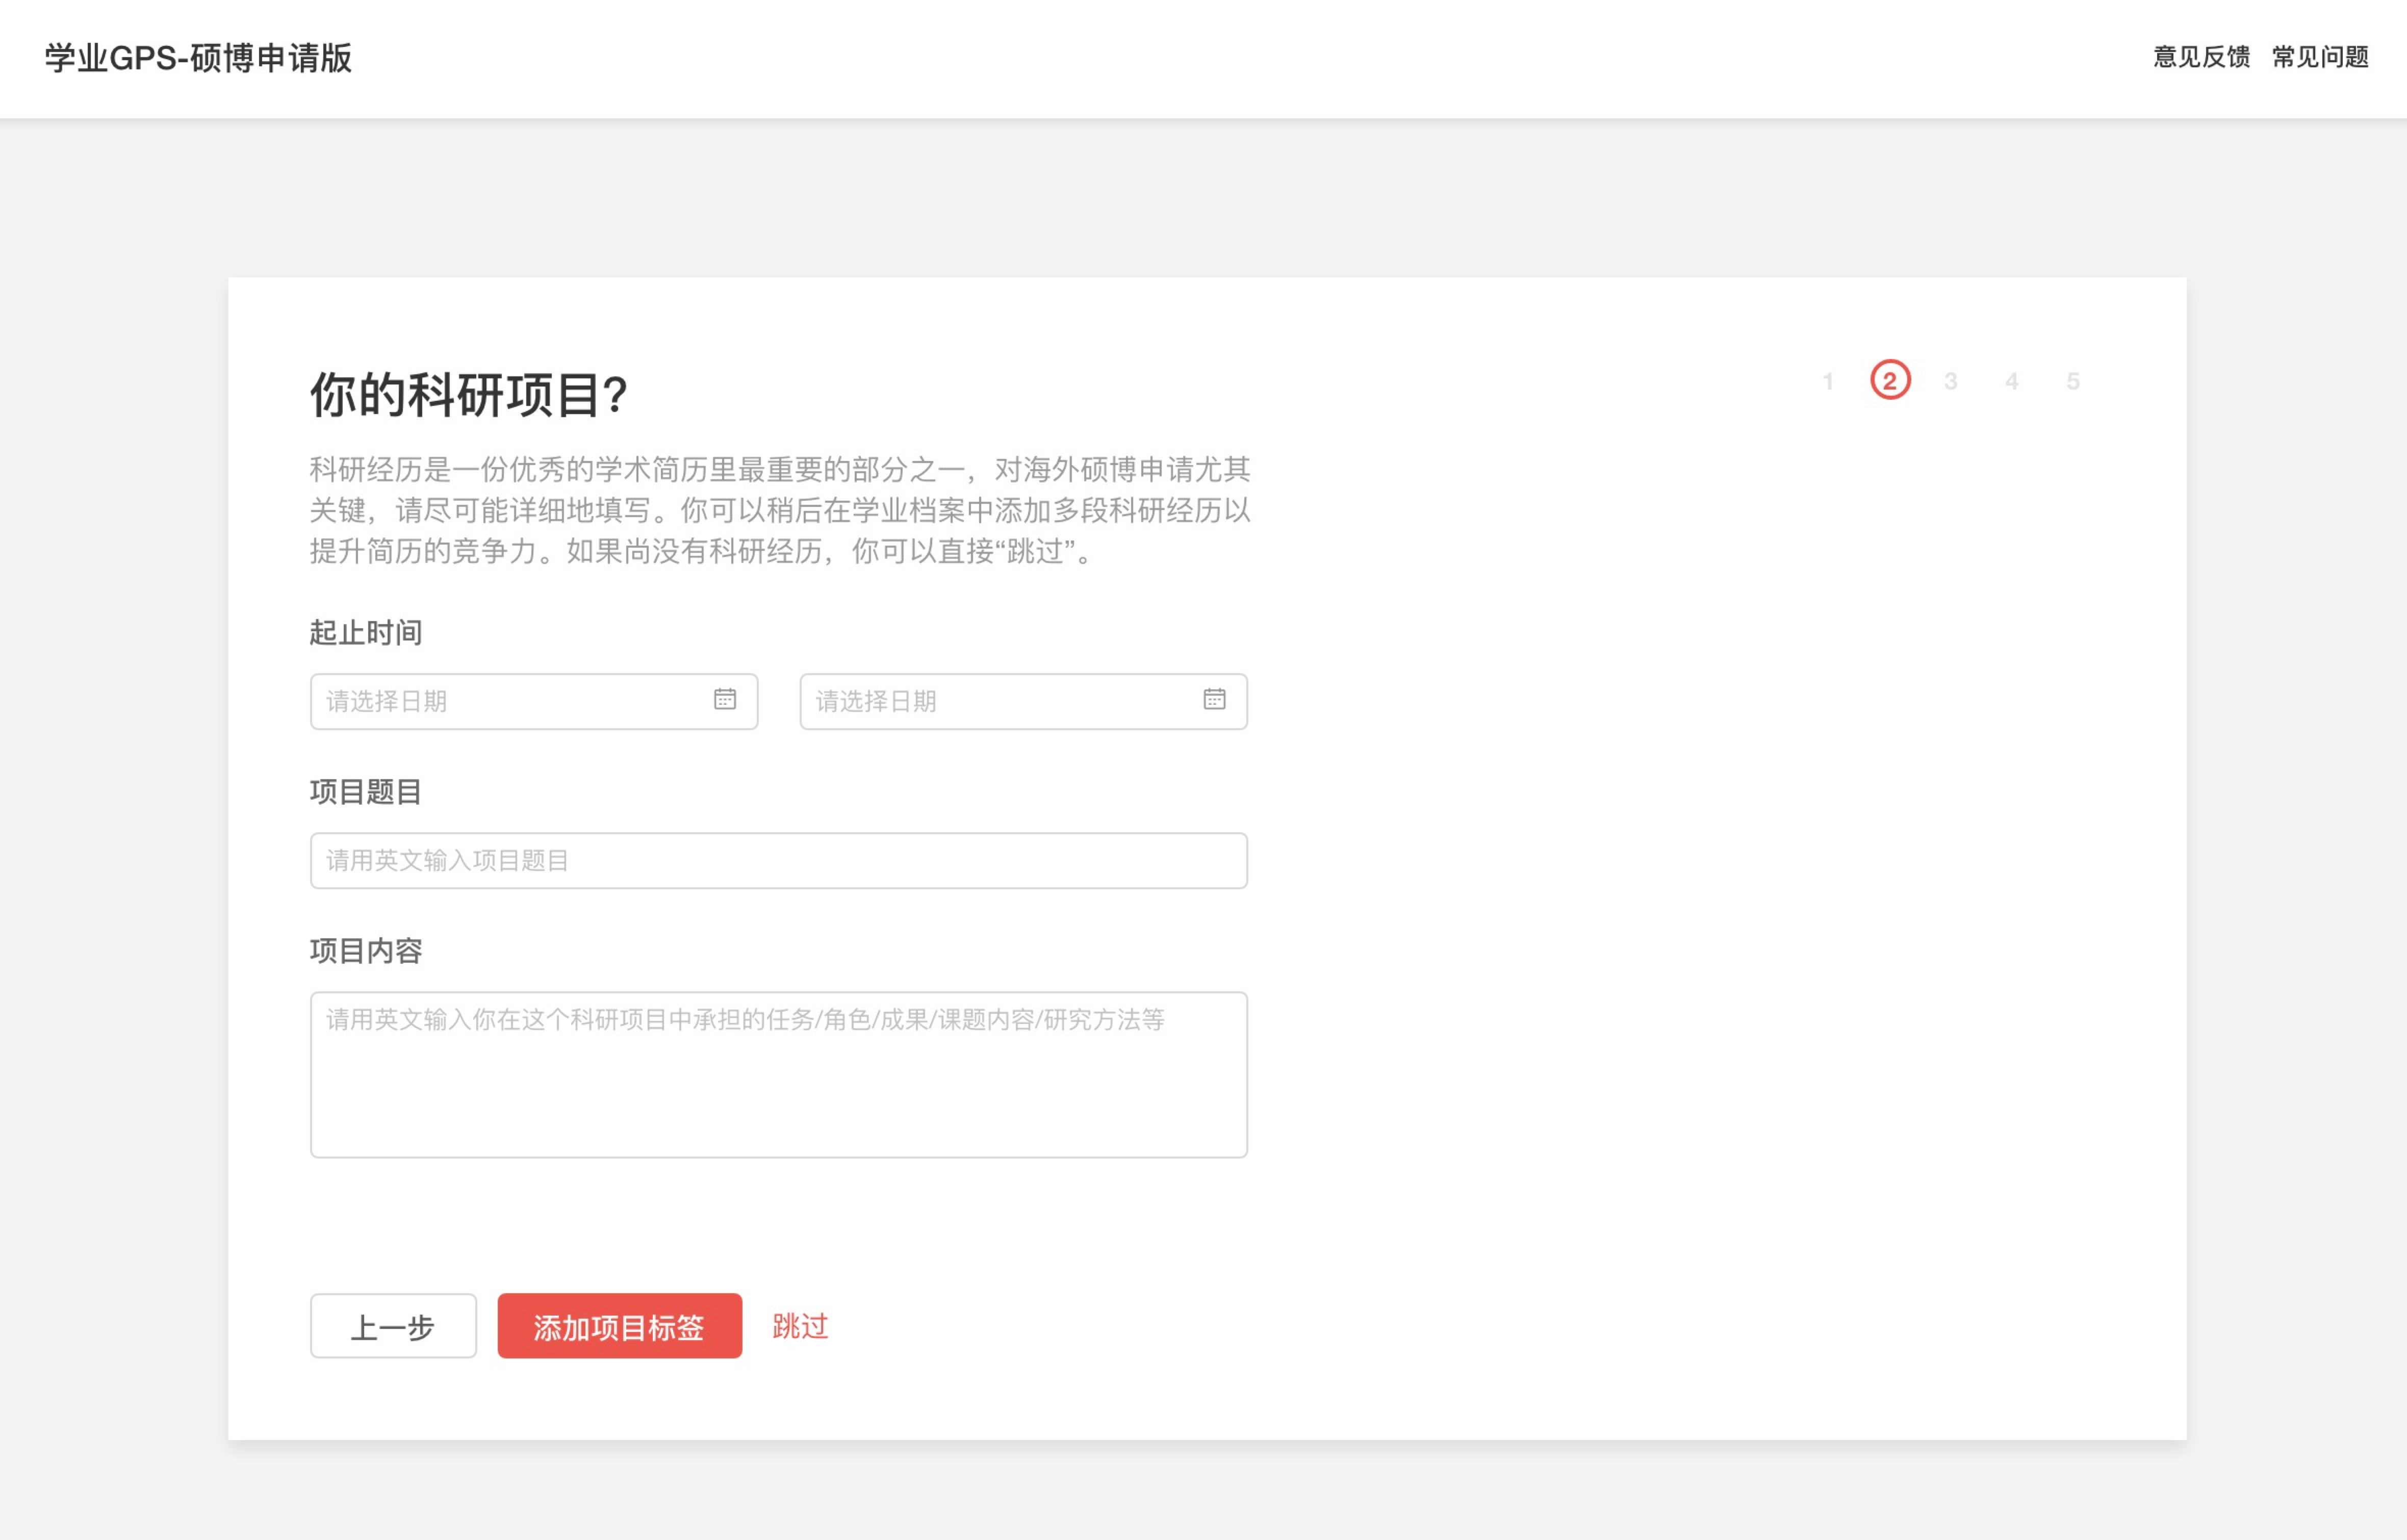 学业GPS-硕博申请版
意见反馈 常见问题
你的科研项目?
1 2 3 4 5
科研经历是一份优秀的学术简历里最重要的部分之一，对海外硕博申请尤其
关键，请尽可能详细地填写。你可以稍后在学业档案中添加多段科研经历以
提升简历的竞争力。如果尚没有科研经历，你可以直接“跳过”。
起止时间
请选择日期 请选择日期
项目题目
请用英文输入项目题目
项目内容
请用英文输入你在这个科研项目中承担的任务/角色/成果/课题内容/研究方法等
上一步 添加项目标签 跳过